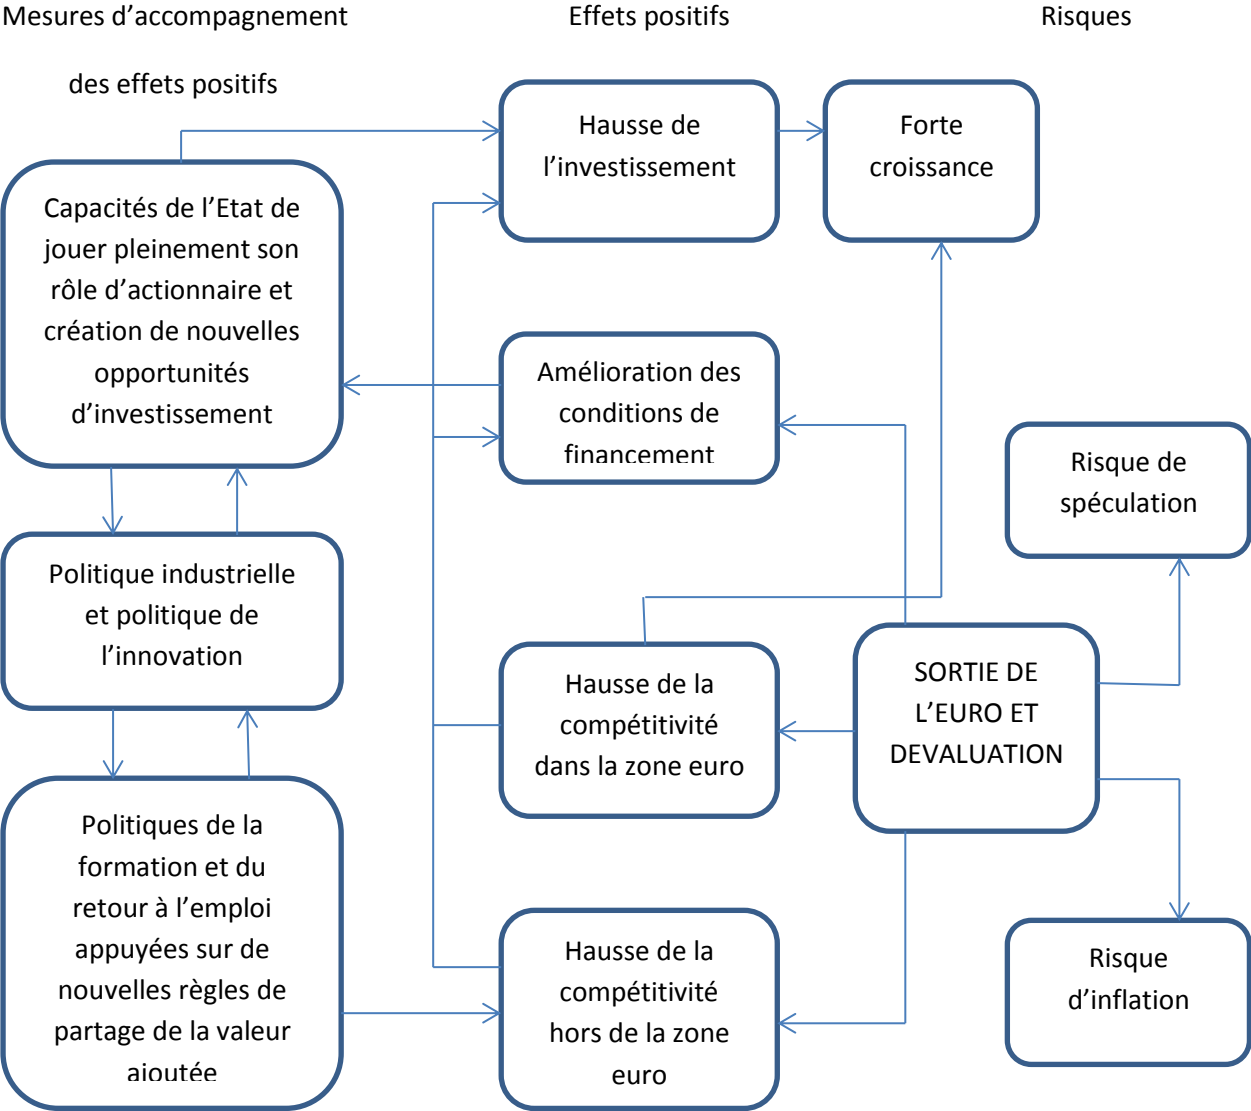 Mesures d’accompagnement
des effets positifs
Effets positifs
Risques
Hausse de
l’investissement
Forte
croissance
Capacités de l’Etat de
jouer pleinement son
rôle d’actionnaire et
création de nouvelles
opportunités
d’investissement
Amélioration des
conditions de
financement
Risque de
spéculation
Politique industrielle
et politique de
l’innovation
Hausse de la
compétitivité
dans la zone euro
SORTIE DE
L’EURO ET
DEVALUATION
Politiques de la
formation et du
retour à l’emploi
appuyées sur de
nouvelles règles de
partage de la valeur
ajoutée
Hausse de la
compétitivité
hors de la zone
euro
Risque
d’inflation